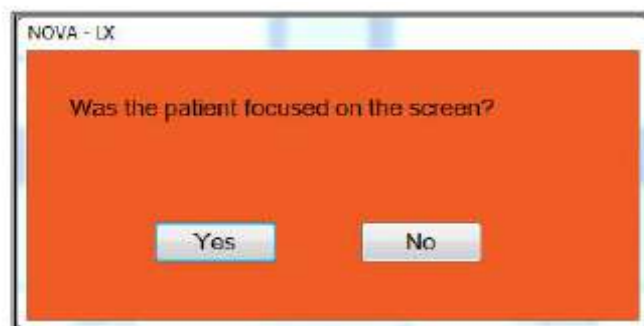 NOVA - LX
Was the patient focused on the screen?
Yes No